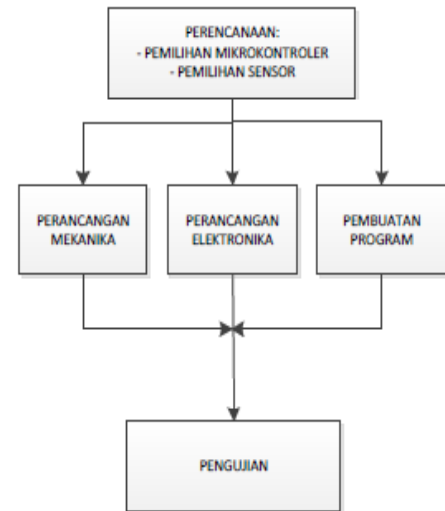 PERENCANAAN:
- PEMILIHAN MIKROKONTROLER
- PEMILIHAN SENSOR
PERANCANGAN
MEKANIKA
PERANCANGAN
ELEKTRONIKA
PEMBUATAN
PROGRAM
PENGUJIAN